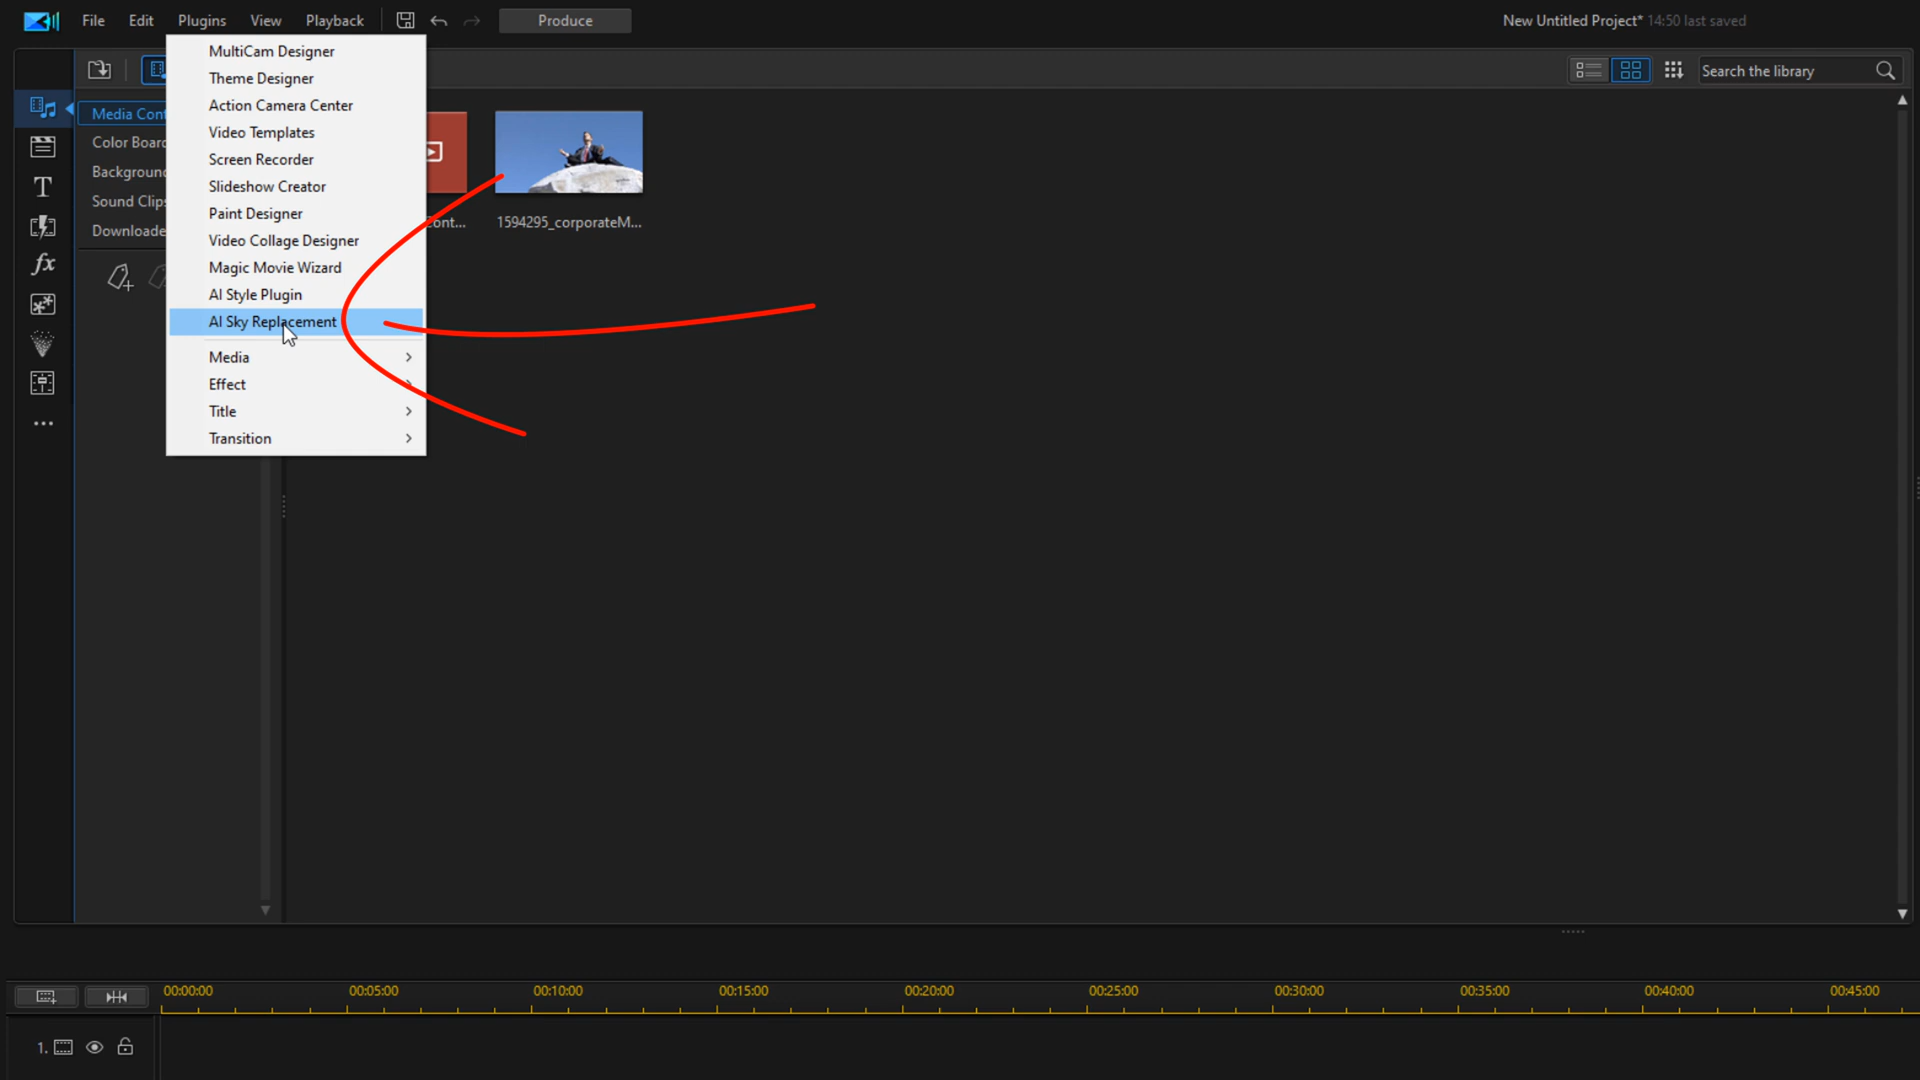 File Edit Plugins View Playback Produce New Untitled Project* 14:50 last saved
MultiCam Designer
Theme Designer
Action Camera Center
Video Templates
Screen Recorder
Slideshow Creator
Paint Designer
Video Collage Designer
Magic Movie Wizard
AI Style Plugin
AI Sky Replacement
Media
Effect
Title
Transition
Search the library
Media Cont
Color Board
Background
Sound Clips
Downloade
ont...
1594295_corporateM...
00:00:00 00:05:00 00:10:00 00:15:00 00:20:00 00:25:00 00:30:00 00:35:00 00:40:00 00:45:00
1.